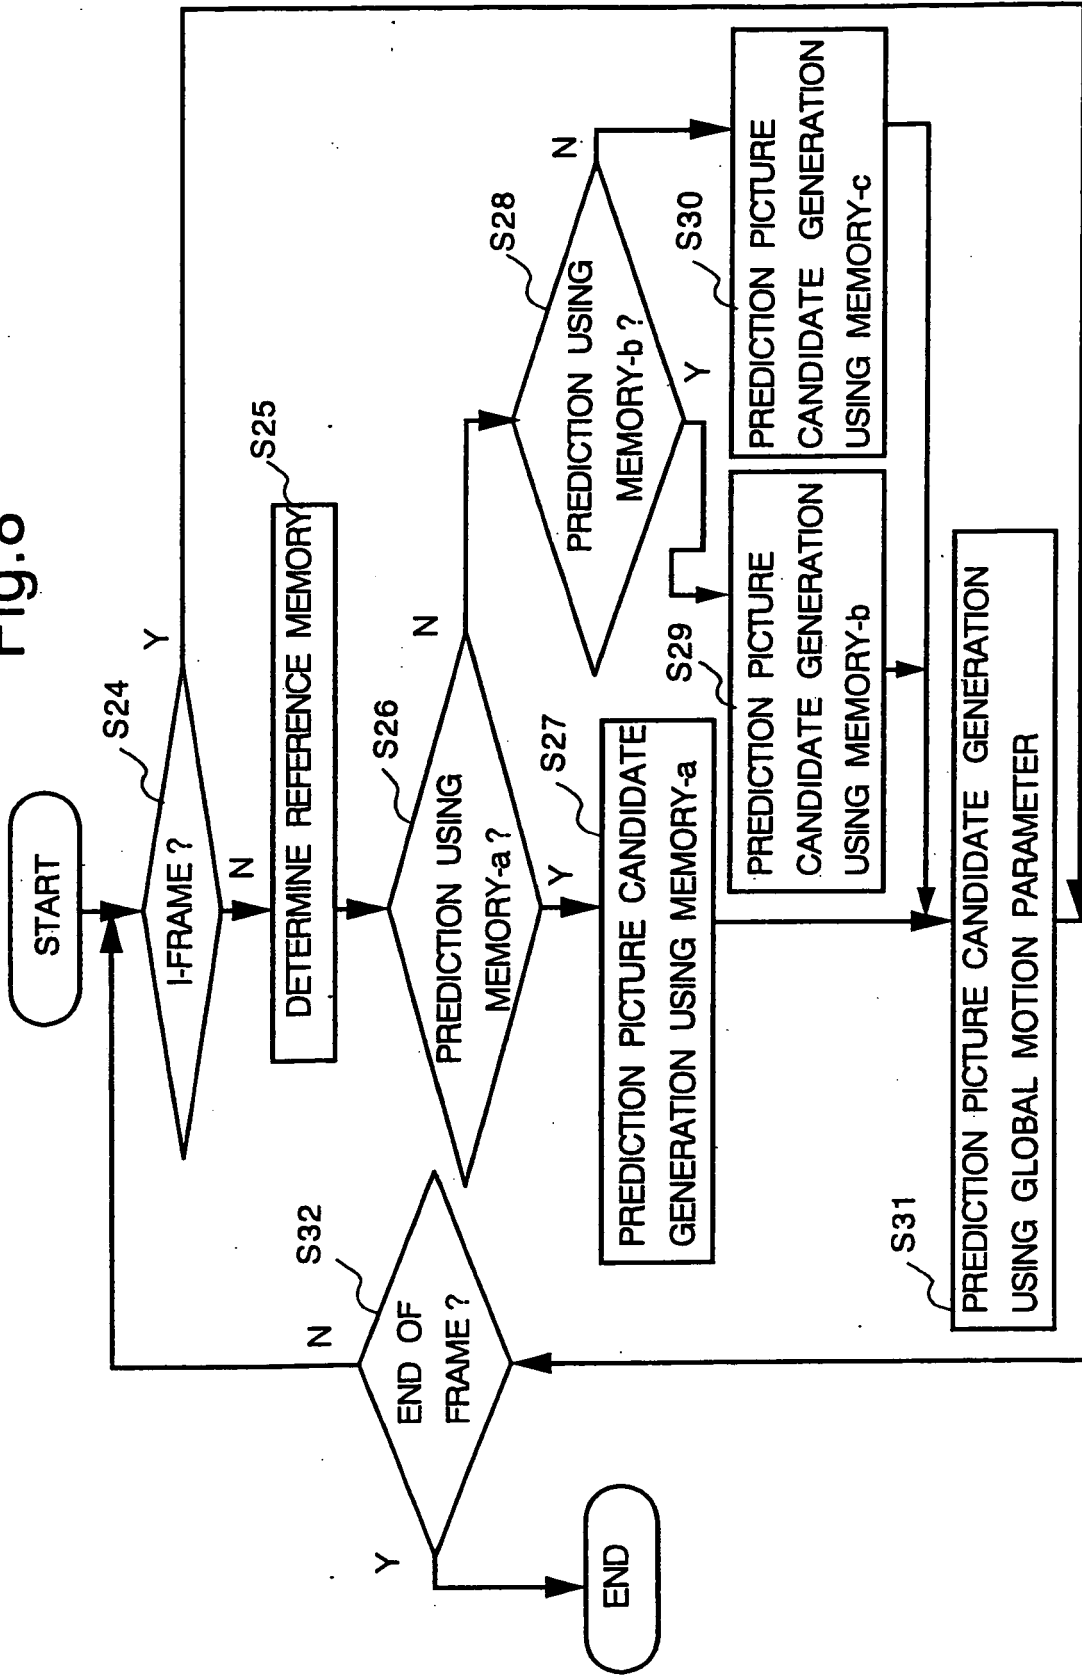 Fig.8
START
S24
I-FRAME?
Y
N
S25
DETERMINE REFERENCE MEMORY
S26
PREDICTION USING
MEMORY-a?
N
Y
S27
PREDICTION PICTURE CANDIDATE
GENERATION USING MEMORY-a
S28
PREDICTION USING
MEMORY-b?
N
Y
S29
PREDICTION PICTURE
CANDIDATE GENERATION
USING MEMORY-b
S30
PREDICTION PICTURE
CANDIDATE GENERATION
USING MEMORY-c
S31
PREDICTION PICTURE CANDIDATE GENERATION
USING GLOBAL MOTION PARAMETER
S32
END OF
FRAME?
N
Y
END